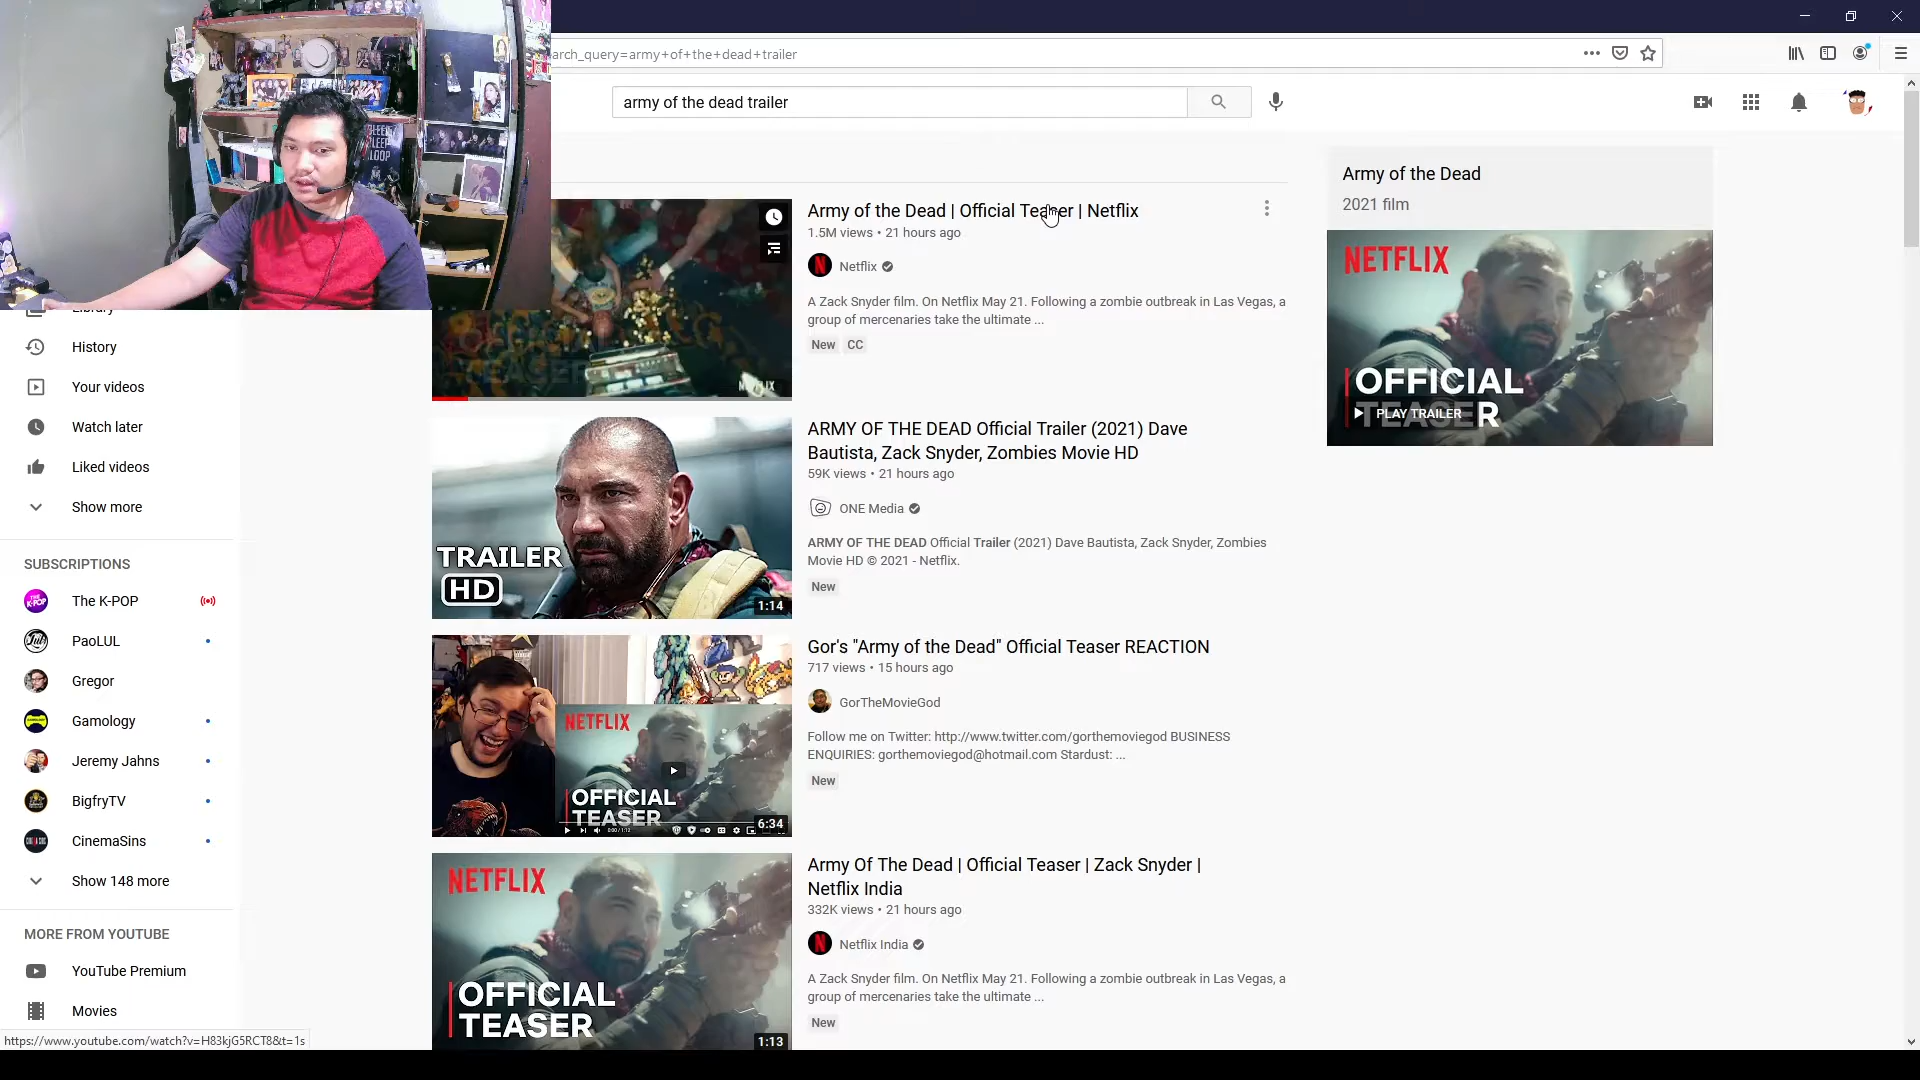 arch_query=army+of+the+dead+trailer
army of the dead trailer
Army of the Dead | Official Teaser | Netflix
1.5M views • 21 hours ago
Netflix
A Zack Snyder film. On Netflix May 21. Following a zombie outbreak in Las Vegas, a
group of mercenaries take the ultimate ...
New CC
Army of the Dead
2021 film
NETFLIX
OFFICIAL
TEASER
PLAY TRAILER
Library
History
Your videos
Watch later
Liked videos
Show more
SUBSCRIPTIONS
The K-POP
PaoLUL
Gregor
Gamology
Jeremy Jahns
BigfryTV
CinemaSins
Show 148 more
MORE FROM YOUTUBE
YouTube Premium
Movies
https://www.youtube.com/watch?v=H83kjG5RCT8&t=1s
TRAILER
HD
1:14
ARMY OF THE DEAD Official Trailer (2021) Dave
Bautista, Zack Snyder, Zombies Movie HD
59K views • 21 hours ago
ONE Media
ARMY OF THE DEAD Official Trailer (2021) Dave Bautista, Zack Snyder, Zombies
Movie HD © 2021 - Netflix.
New
NETFLIX
OFFICIAL
TEASER
6:34
Gor's "Army of the Dead" Official Teaser REACTION
717 views • 15 hours ago
GorTheMovieGod
Follow me on Twitter: http://www.twitter.com/gorthemoviegod BUSINESS
ENQUIRIES: gorthemoviegod@hotmail.com Stardust: ...
New
NETFLIX
OFFICIAL
TEASER
1:13
Army Of The Dead | Official Teaser | Zack Snyder |
Netflix India
332K views • 21 hours ago
Netflix India
A Zack Snyder film. On Netflix May 21. Following a zombie outbreak in Las Vegas, a
group of mercenaries take the ultimate ...
New